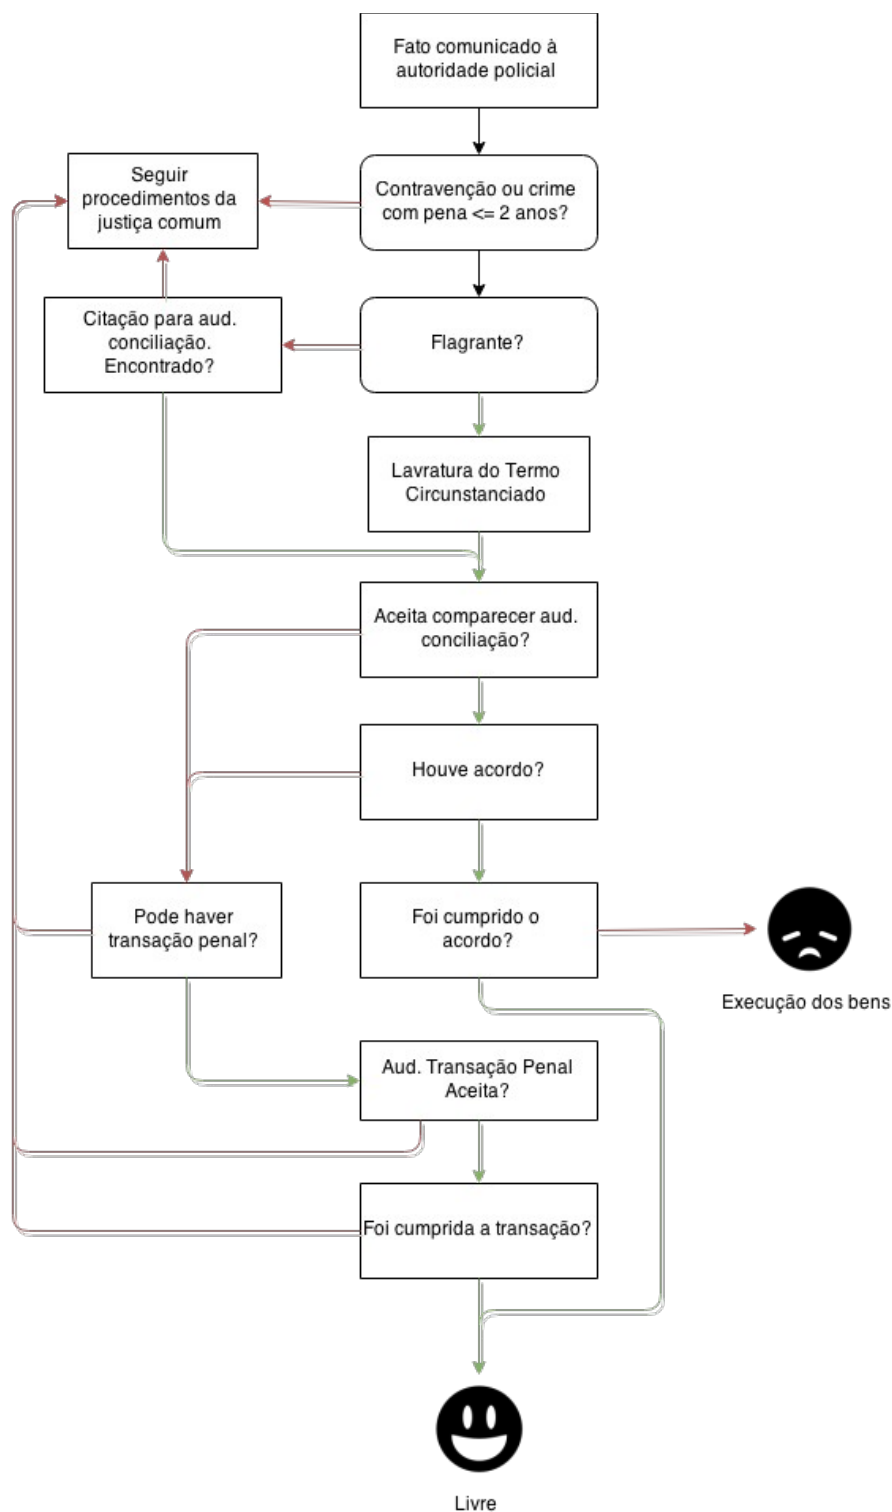 Fato comunicado à
autoridade policial
Seguir
procedimentos da
justiça comum
Contravenção ou crime
com pena <= 2 anos?
Citação para aud.
conciliação.
Encontrado?
Flagrante?
Lavratura do Termo
Circunstanciado
Aceita comparecer aud.
conciliação?
Houve acordo?
Pode haver
transação penal?
Foi cumprido o
acordo?
Execução dos bens
Aud. Transação Penal
Aceita?
Foi cumprida a transação?
Livre